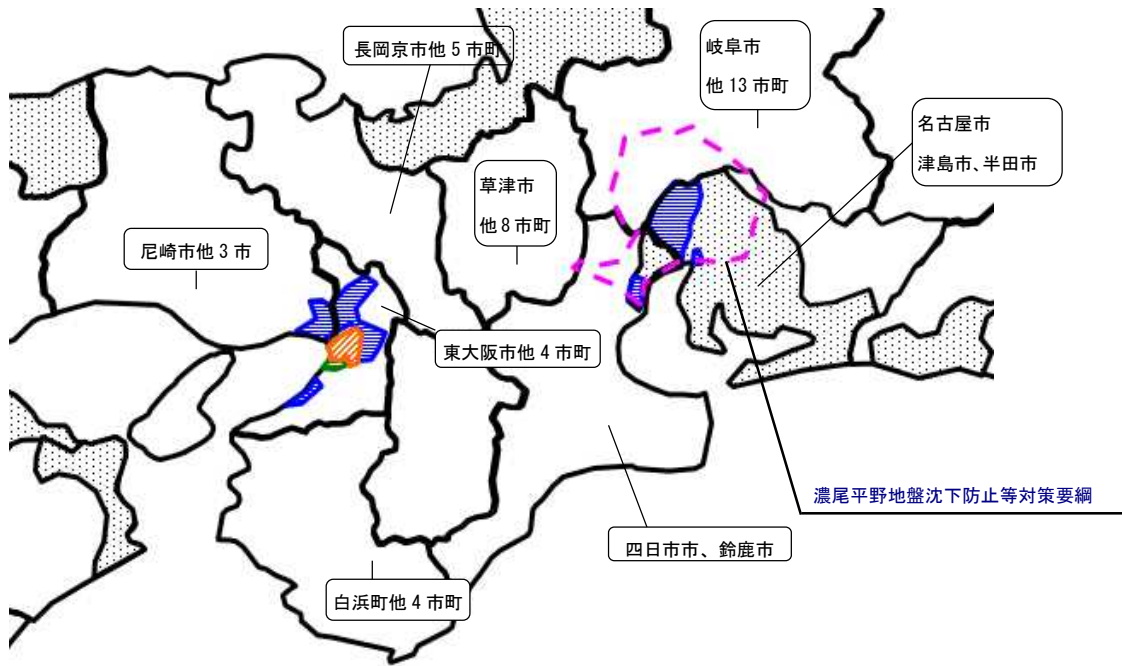 長岡京市他 5 市町
岐阜市
他 13 市町
名古屋市
津島市、半田市
草津市
他 8 市町
尼崎市他 3 市
東大阪市他 4 市町
濃尾平野地盤沈下防止等対策要綱
四日市市、鈴鹿市
白浜町他 4 市町